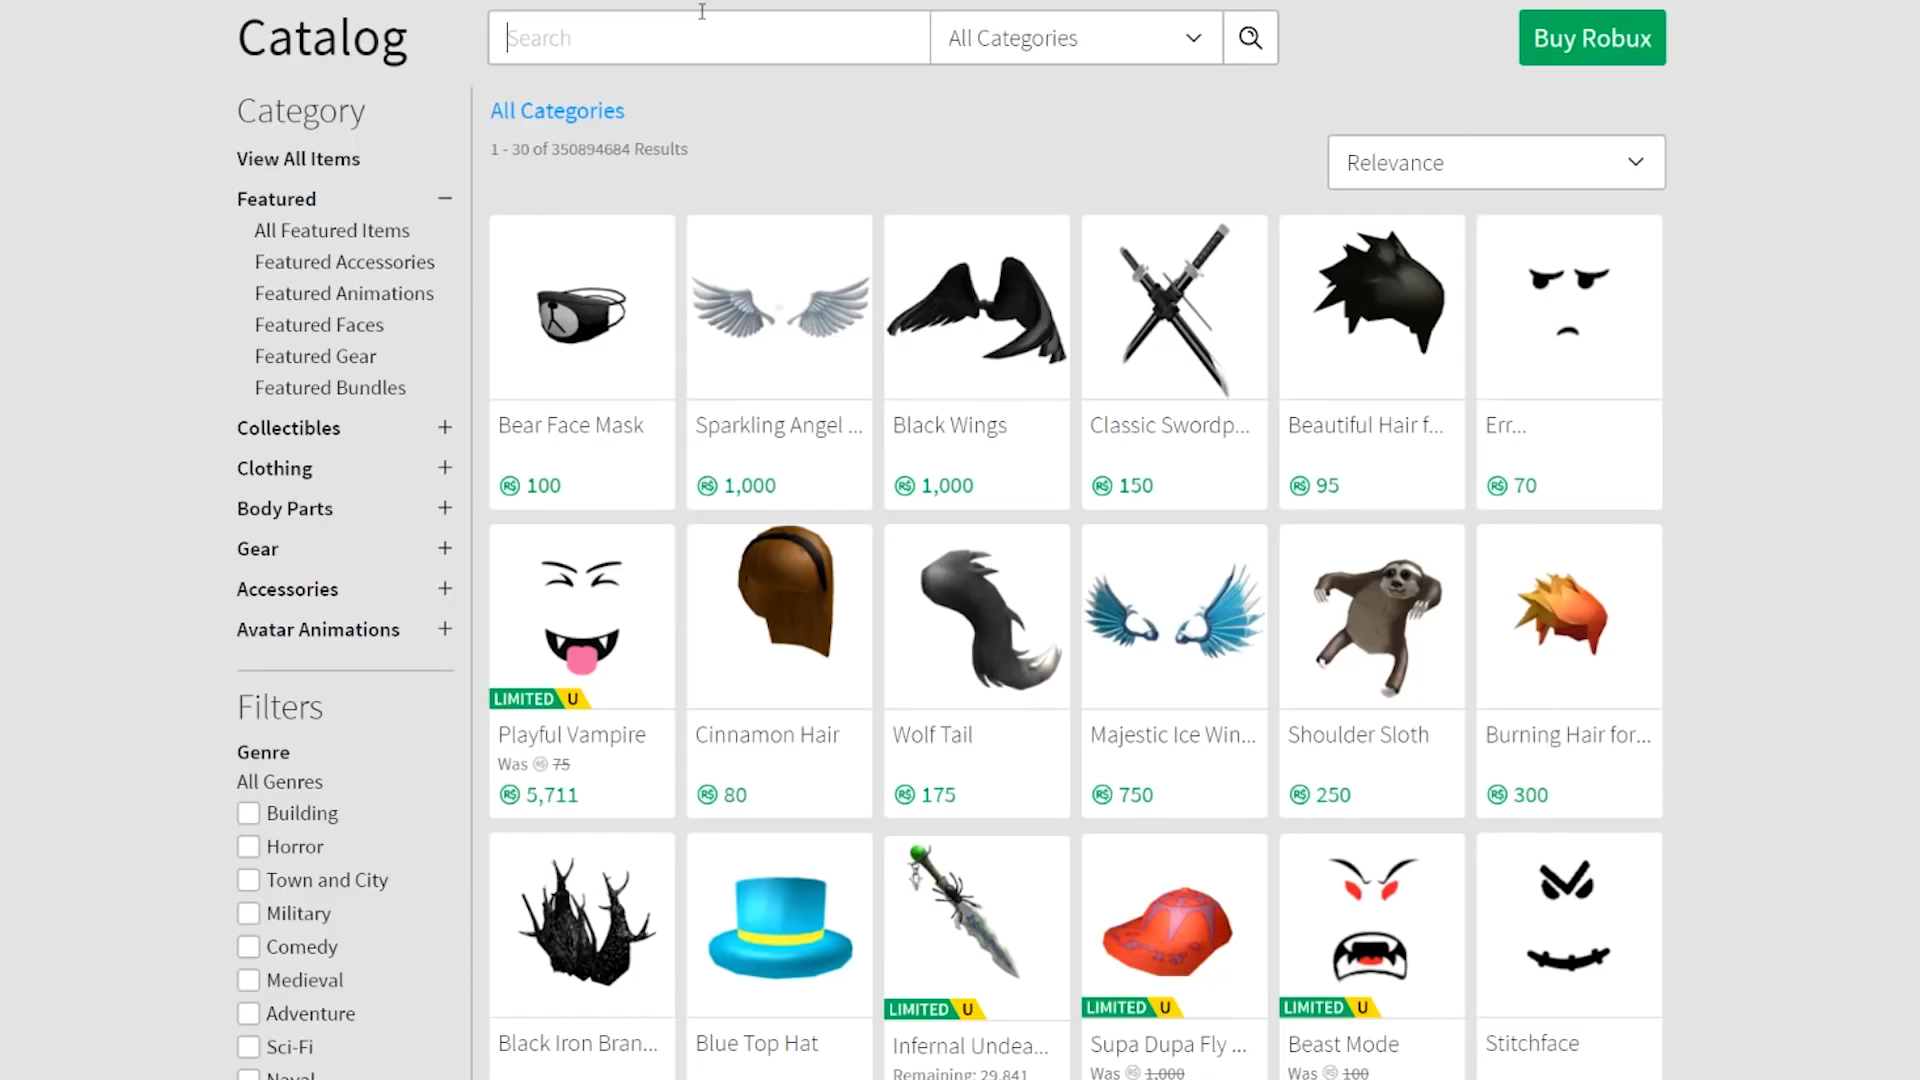 Catalog
Search
All Categories
Buy Robux
Category
View All Items
Featured
All Featured Items
Featured Accessories
Featured Animations
Featured Faces
Featured Gear
Featured Bundles
Collectibles
Clothing
Body Parts
Gear
Accessories
Avatar Animations
Filters
Genre
All Genres
Building
Horror
Town and City
Military
Comedy
Medieval
Adventure
Sci-Fi
Naval
All Categories
1 - 30 of 350894684 Results
Relevance
Bear Face Mask
R$ 100
Sparkling Angel ...
R$ 1,000
Black Wings
R$ 1,000
Classic Swordp...
R$ 150
Beautiful Hair f...
R$ 95
Err...
R$ 70
LIMITED U
Playful Vampire
Was R$ 75
R$ 5,711
Cinnamon Hair
R$ 80
Wolf Tail
R$ 175
Majestic Ice Win...
R$ 750
Shoulder Sloth
R$ 250
Burning Hair for...
R$ 300
Black Iron Bran...
Blue Top Hat
LIMITED U
Infernal Undea...
Remaining: 29,841
LIMITED U
Supa Dupa Fly ...
Was R$ 1,000
LIMITED U
Beast Mode
Was R$ 100
Stitchface